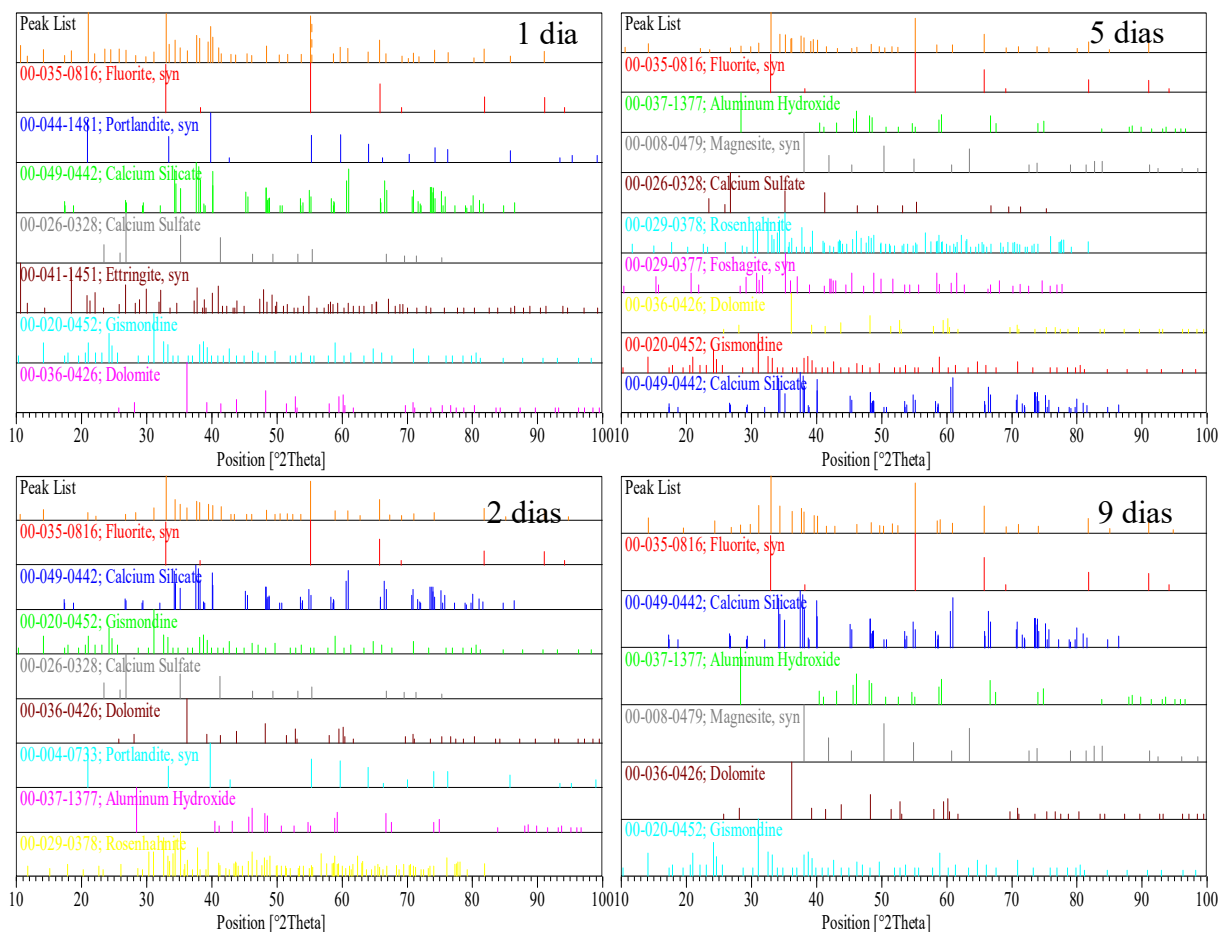 Peak List
1 dia
00-035-0816; Fluorite, syn
00-044-1481; Portlandite, syn
00-049-0442; Calcium Silicate
00-026-0328; Calcium Sulfate
00-041-1451; Ettringite, syn
00-020-0452; Gismondine
00-036-0426; Dolomite
10 20 30 40 50 60 70 80 90 100
Position [°2Theta]
Peak List
5 dias
00-035-0816; Fluorite, syn
00-037-1377; Aluminum Hydroxide
00-008-0479; Magnesite, syn
00-026-0328; Calcium Sulfate
00-029-0378; Rosenhahnite
00-029-0377; Foshagite, syn
00-036-0426; Dolomite
00-020-0452; Gismondine
00-049-0442; Calcium Silicate
10 20 30 40 50 60 70 80 90 100
Position [°2Theta]
Peak List
2 dias
00-035-0816; Fluorite, syn
00-049-0442; Calcium Silicate
00-020-0452; Gismondine
00-026-0328; Calcium Sulfate
00-036-0426; Dolomite
00-004-0733; Portlandite, syn
00-037-1377; Aluminum Hydroxide
00-029-0378; Rosenhahnite
10 20 30 40 50 60 70 80 90 100
Position [°2Theta]
Peak List
9 dias
00-035-0816; Fluorite, syn
00-049-0442; Calcium Silicate
00-037-1377; Aluminum Hydroxide
00-008-0479; Magnesite, syn
00-036-0426; Dolomite
00-020-0452; Gismondine
10 20 30 40 50 60 70 80 90 100
Position [°2Theta]